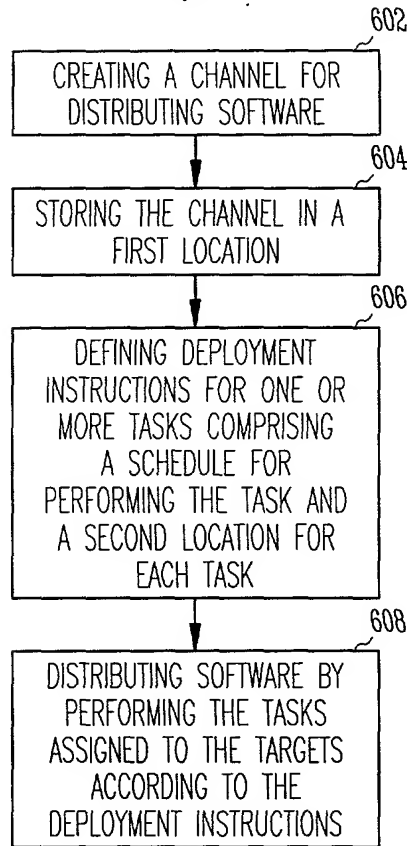 602
CREATING A CHANNEL FOR
DISTRIBUTING SOFTWARE
604
STORING THE CHANNEL IN A
FIRST LOCATION
606
DEFINING DEPLOYMENT
INSTRUCTIONS FOR ONE OR
MORE TASKS COMPRISING
A SCHEDULE FOR
PERFORMING THE TASK AND
A SECOND LOCATION FOR
EACH TASK
608
DISTRIBUTING SOFTWARE BY
PERFORMING THE TASKS
ASSIGNED TO THE TARGETS
ACCORDING TO THE
DEPLOYMENT INSTRUCTIONS